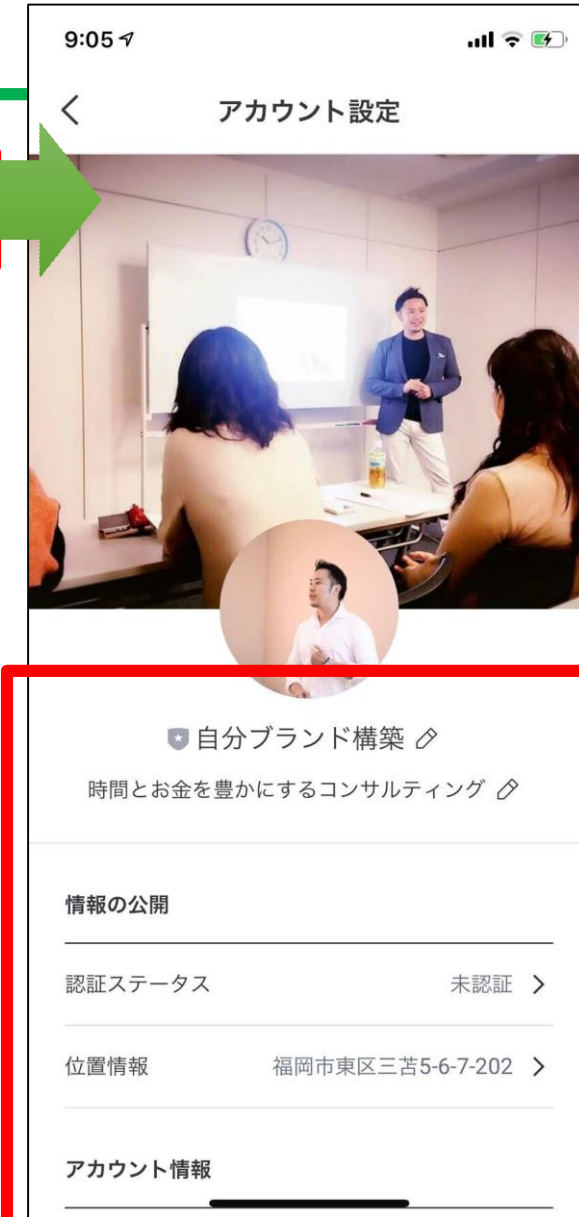 9:05
アカウント設定
自分ブランド構築
時間とお金を豊かにするコンサルティング
情報の公開
認証ステータス 未認証
位置情報 福岡市東区三苫5-6-7-202
アカウント情報